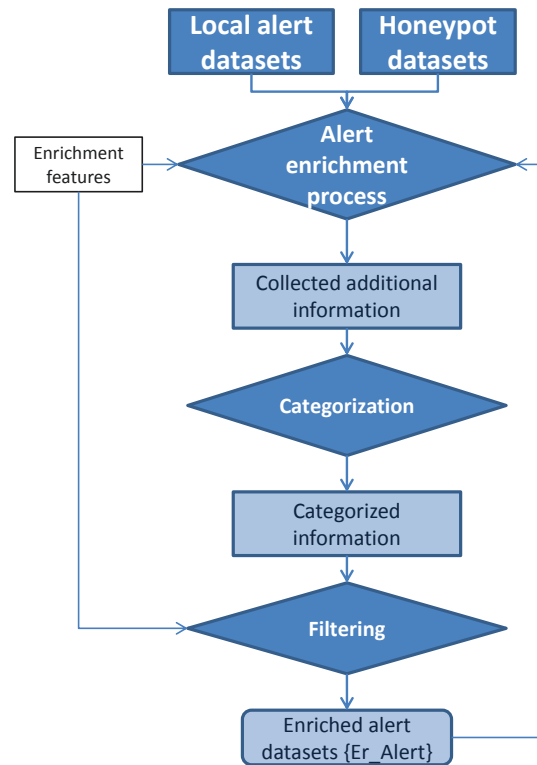 Local alert
datasets
Honeypot
datasets
Alert
enrichment
process
Enrichment
features
Collected additional
information
Categorization
Categorized
information
Filtering
Enriched alert
datasets {Er_Alert}